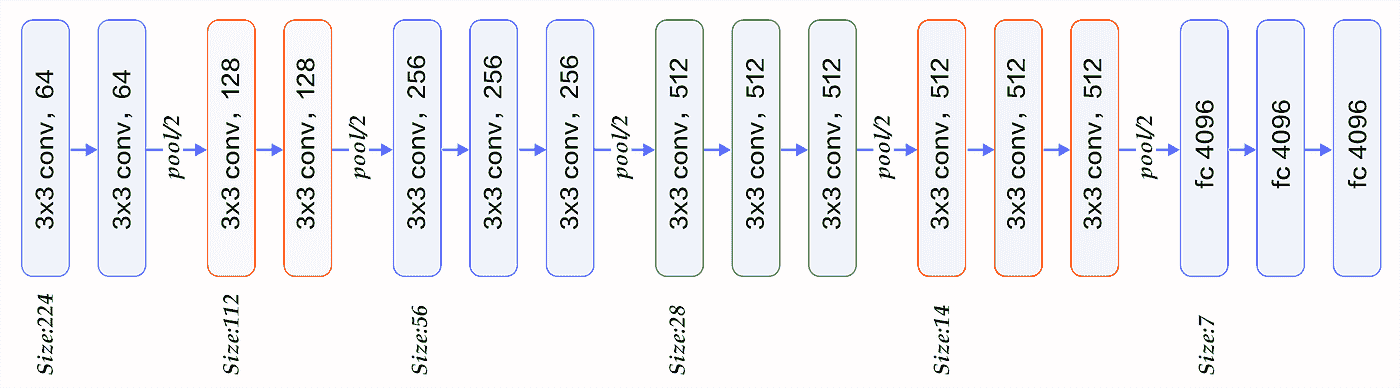 3x3 conv, 64
3x3 conv, 64
pool/2
3x3 conv, 128
3x3 conv, 128
pool/2
3x3 conv, 256
3x3 conv, 256
3x3 conv, 256
pool/2
3x3 conv, 512
3x3 conv, 512
3x3 conv, 512
pool/2
3x3 conv, 512
3x3 conv, 512
3x3 conv, 512
pool/2
fc 4096
fc 4096
fc 4096
Size:224
Size:112
Size:56
Size:28
Size:14
Size:7